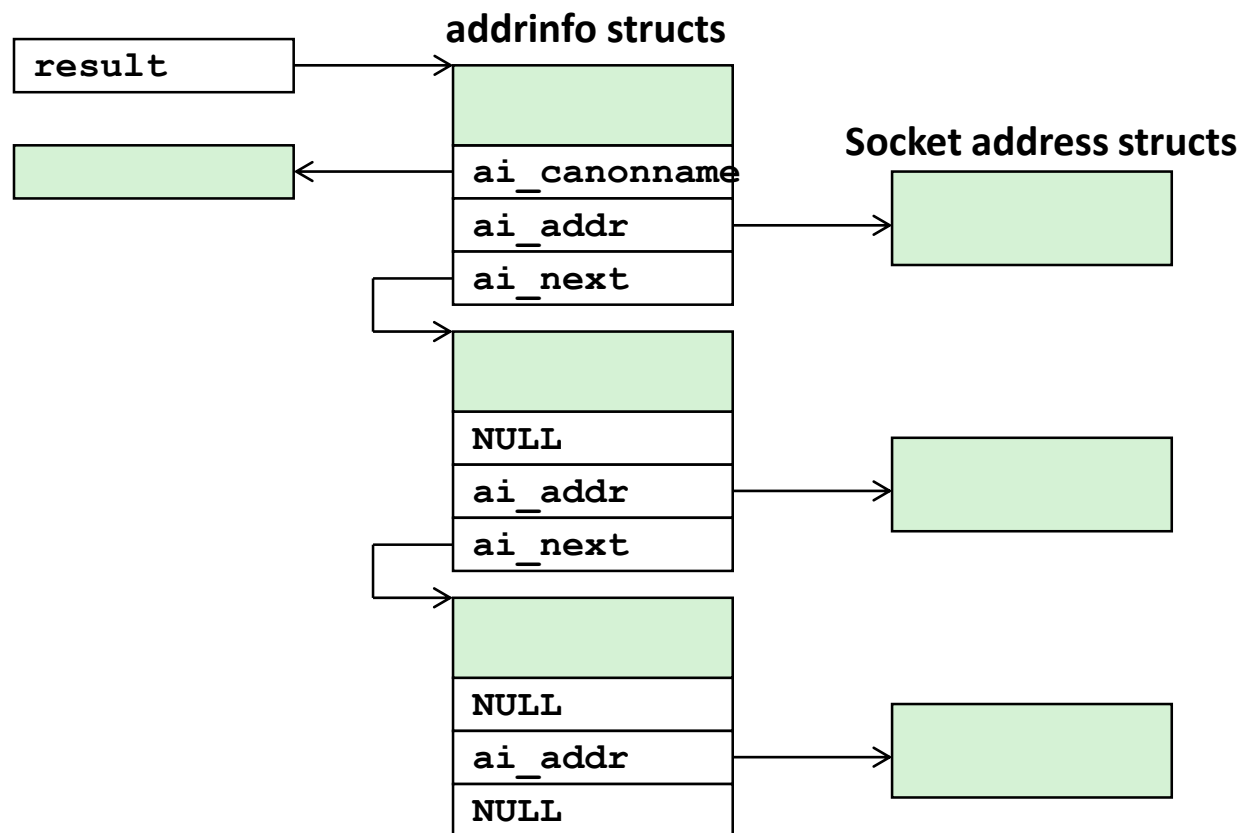 addrinfo structs
result
Socket address structs
ai_canonname
ai_addr
ai_next
NULL
ai_addr
ai_next
NULL
ai_addr
NULL